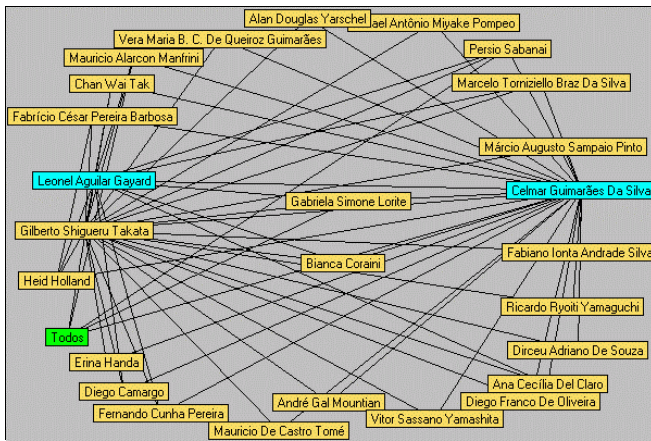 Alan Douglas Yarschel
ael Antônio Miyake Pompeo
Vera Maria B. C. De Queiroz Guimarães
Persio Sabanai
Mauricio Alarcon Manfrini
Chan Wai Tak
Marcelo Torniziello Braz Da Silva
Fabrício César Pereira Barbosa
Márcio Augusto Sampaio Pinto
Leonel Aguilar Gayard
Celmar Guimarães Da Silva
Gabriela Simone Lorite
Gilberto Shigueru Takata
Fabiano Ionta Andrade Silva
Bianca Coraini
Heid Holland
Ricardo Ryoiti Yamaguchi
Todos
Dirceu Adriano De Souza
Erina Handa
Ana Cecília Del Claro
Diego Camargo
André Gal Mountian
Diego Franco De Oliveira
Fernando Cunha Pereira
Vitor Sassano Yamashita
Mauricio De Castro Tomé